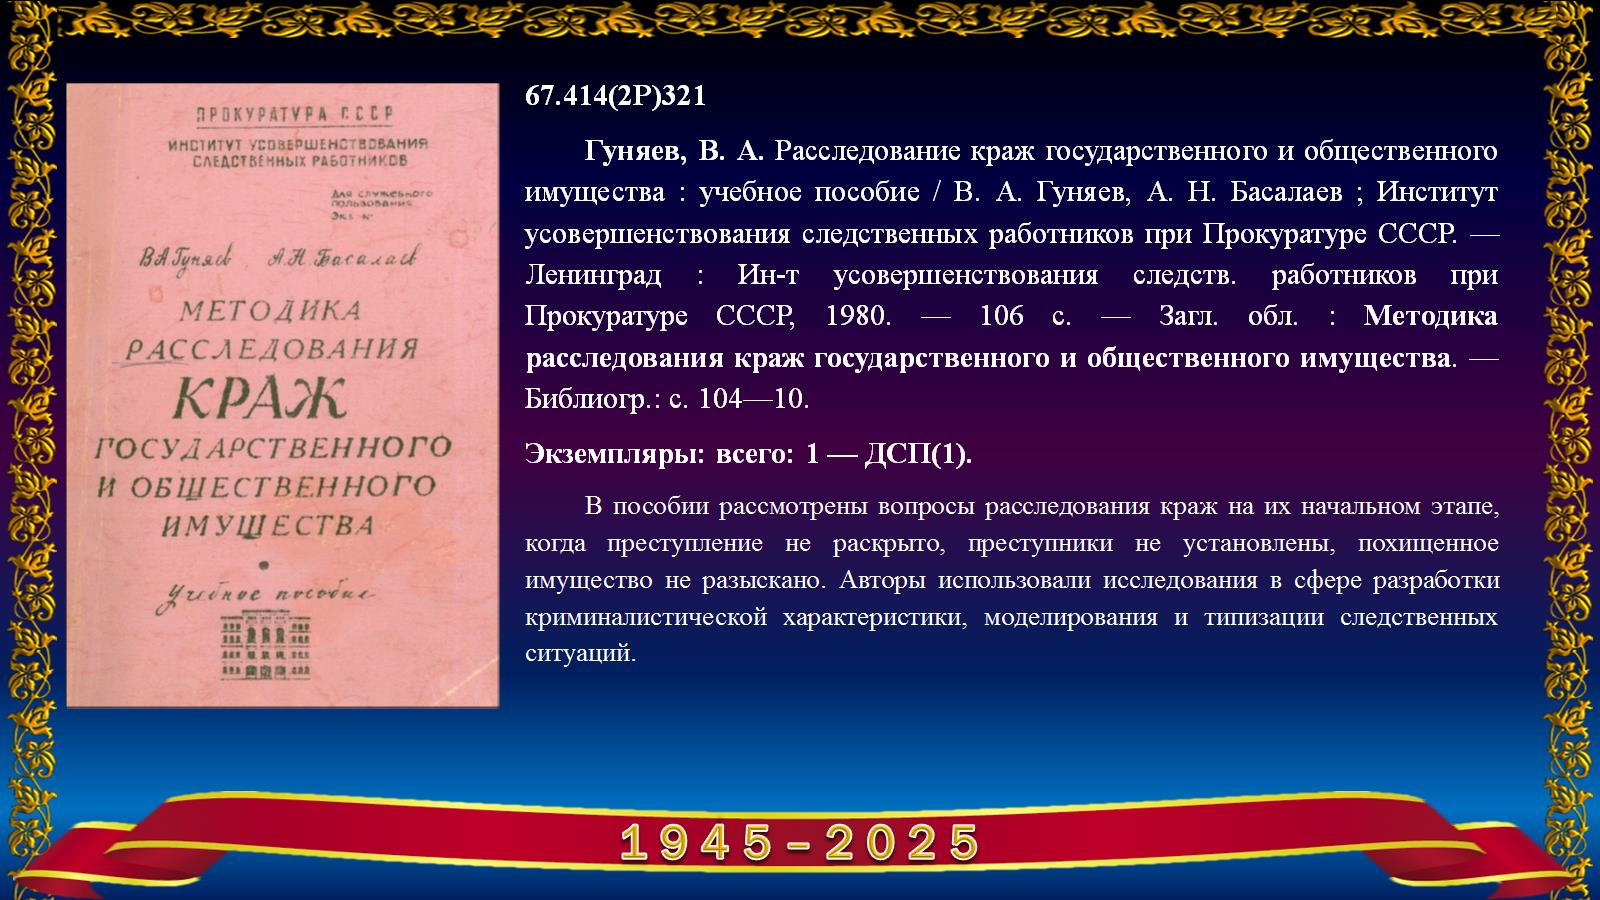 ПРОКУРАТУРА СССР
ИНСТИТУТ УСОВЕРШЕНСТВОВАНИЯ
СЛЕДСТВЕННЫХ РАБОТНИКОВ
Для служебного
пользования
Экз. №
В.А.Гуняев А.Н.Басалаев
МЕТОДИКА
РАССЛЕДОВАНИЯ
КРАЖ
ГОСУДАРСТВЕННОГО
И ОБЩЕСТВЕННОГО
ИМУЩЕСТВА
Учебное пособие
67.414(2Р)321
Гуняев, В. А. Расследование краж государственного и общественного
имущества : учебное пособие / В. А. Гуняев, А. Н. Басалаев ; Институт
усовершенствования следственных работников при Прокуратуре СССР. —
Ленинград : Ин-т усовершенствования следств. работников при
Прокуратуре СССР, 1980. — 106 с. — Загл. обл. : Методика
расследования краж государственного и общественного имущества. —
Библиогр.: с. 104—10.
Экземпляры: всего: 1 — ДСП(1).
В пособии рассмотрены вопросы расследования краж на их начальном этапе,
когда преступление не раскрыто, преступники не установлены, похищенное
имущество не разыскано. Авторы использовали исследования в сфере разработки
криминалистической характеристики, моделирования и типизации следственных
ситуаций.
1945–2025